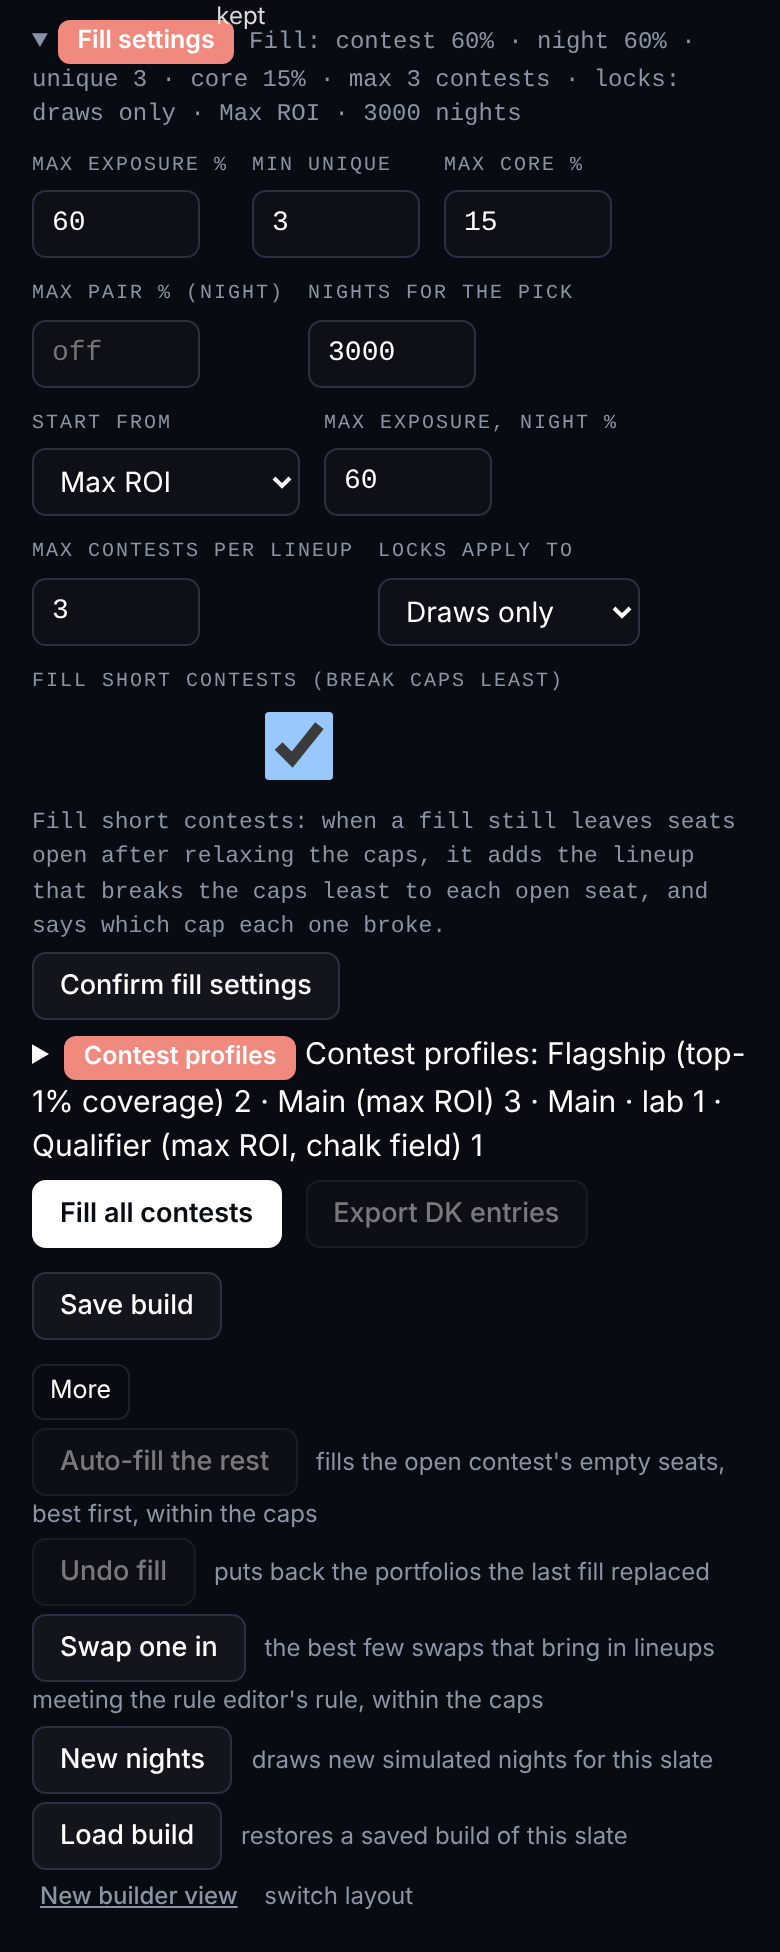 kept
▼ Fill settings Fill: contest 60% · night 60% ·
unique 3 · core 15% · max 3 contests · locks:
draws only · Max ROI · 3000 nights
MAX EXPOSURE % MIN UNIQUE MAX CORE %
60 3 15
MAX PAIR % (NIGHT) NIGHTS FOR THE PICK
off 3000
START FROM MAX EXPOSURE, NIGHT %
Max ROI 60
MAX CONTESTS PER LINEUP LOCKS APPLY TO
3 Draws only
FILL SHORT CONTESTS (BREAK CAPS LEAST)
Fill short contests: when a fill still leaves seats
open after relaxing the caps, it adds the lineup
that breaks the caps least to each open seat, and
says which cap each one broke.
Confirm fill settings
▶ Contest profiles Contest profiles: Flagship (top-
1% coverage) 2 · Main (max ROI) 3 · Main · lab 1 ·
Qualifier (max ROI, chalk field) 1
Fill all contests Export DK entries
Save build
More
Auto-fill the rest fills the open contest's empty seats,
best first, within the caps
Undo fill puts back the portfolios the last fill replaced
Swap one in the best few swaps that bring in lineups
meeting the rule editor's rule, within the caps
New nights draws new simulated nights for this slate
Load build restores a saved build of this slate
New builder view switch layout